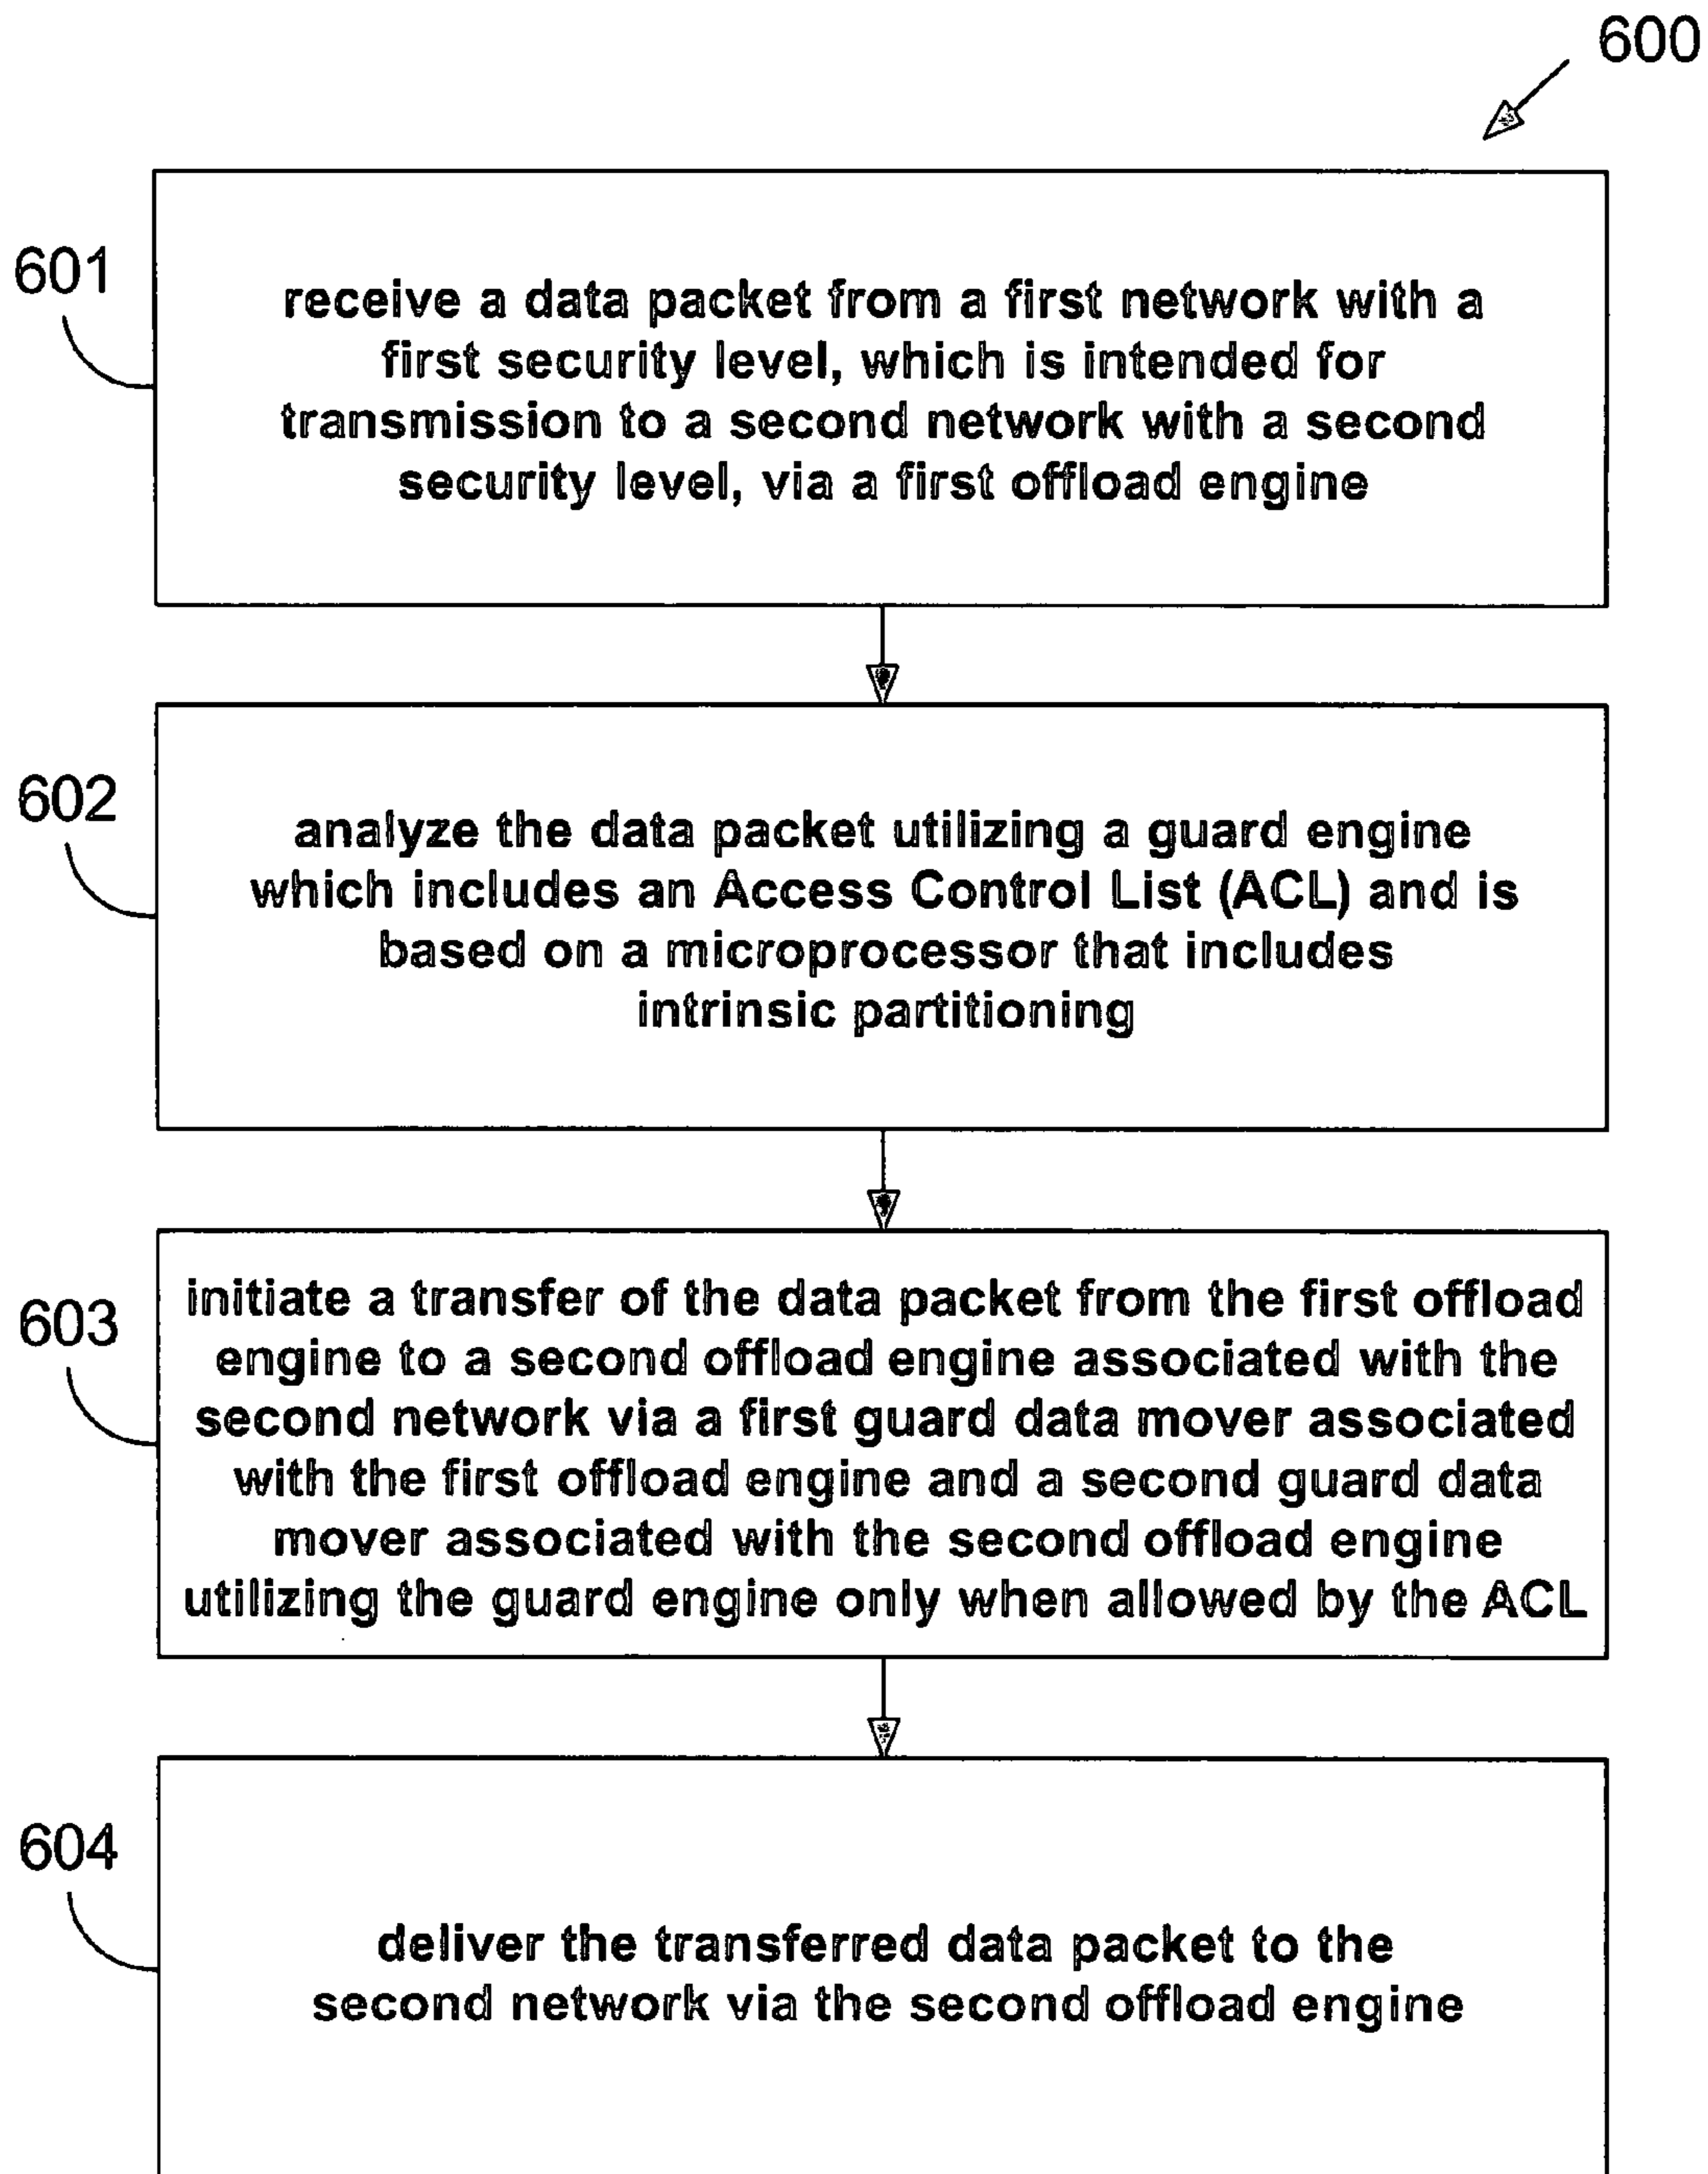 600
601
receive a data packet from a first network with a
first security level, which is intended for
transmission to a second network with a second
security level, via a first offload engine
602
analyze the data packet utilizing a guard engine
which includes an Access Control List (ACL) and is
based on a microprocessor that includes
intrinsic partitioning
603
initiate a transfer of the data packet from the first offload
engine to a second offload engine associated with the
second network via a first guard data mover associated
with the first offload engine and a second guard data
mover associated with the second offload engine
utilizing the guard engine only when allowed by the ACL
604
deliver the transferred data packet to the
second network via the second offload engine